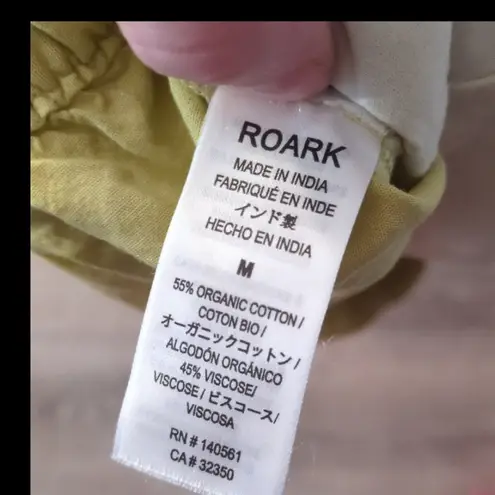 ROARK
MADE IN INDIA
FABRIQUÉ EN INDE
インド製
HECHO EN INDIA
M
55% ORGANIC COTTON /
COTON BIO /
オーガニックコットン /
ALGODÓN ORGÁNICO
45% VISCOSE/
VISCOSE / ビスコース /
VISCOSA
RN # 140561
CA# 32350